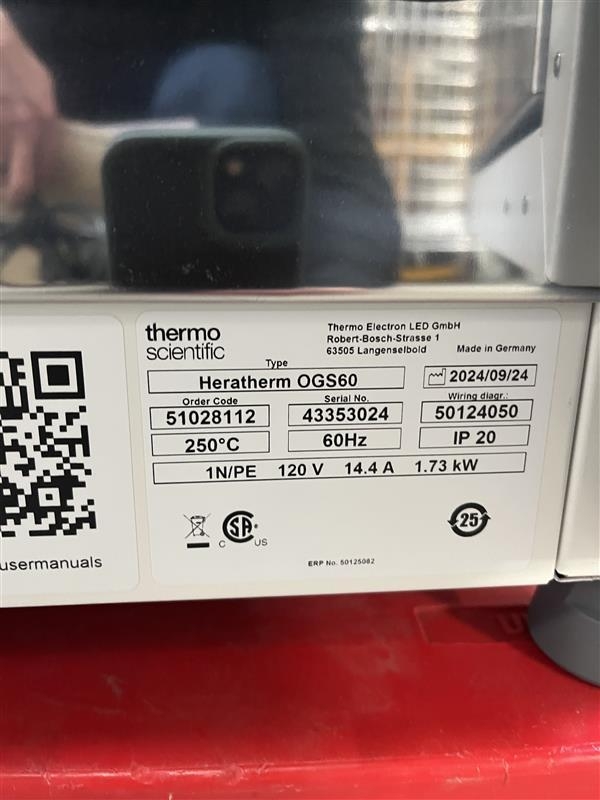 thermo
scientific
Thermo Electron LED GmbH
Robert-Bosch-Strasse 1
63505 Langenselbold
Made in Germany
Type
Heratherm OGS60
2024/09/24
Order Code
Serial No.
Wiring diagr.:
51028112
43353024
50124050
250°C
60Hz
IP 20
1N/PE 120 V 14.4 A 1.73 kW
SA
C US
25
ERP No. 50125082
usermanuals